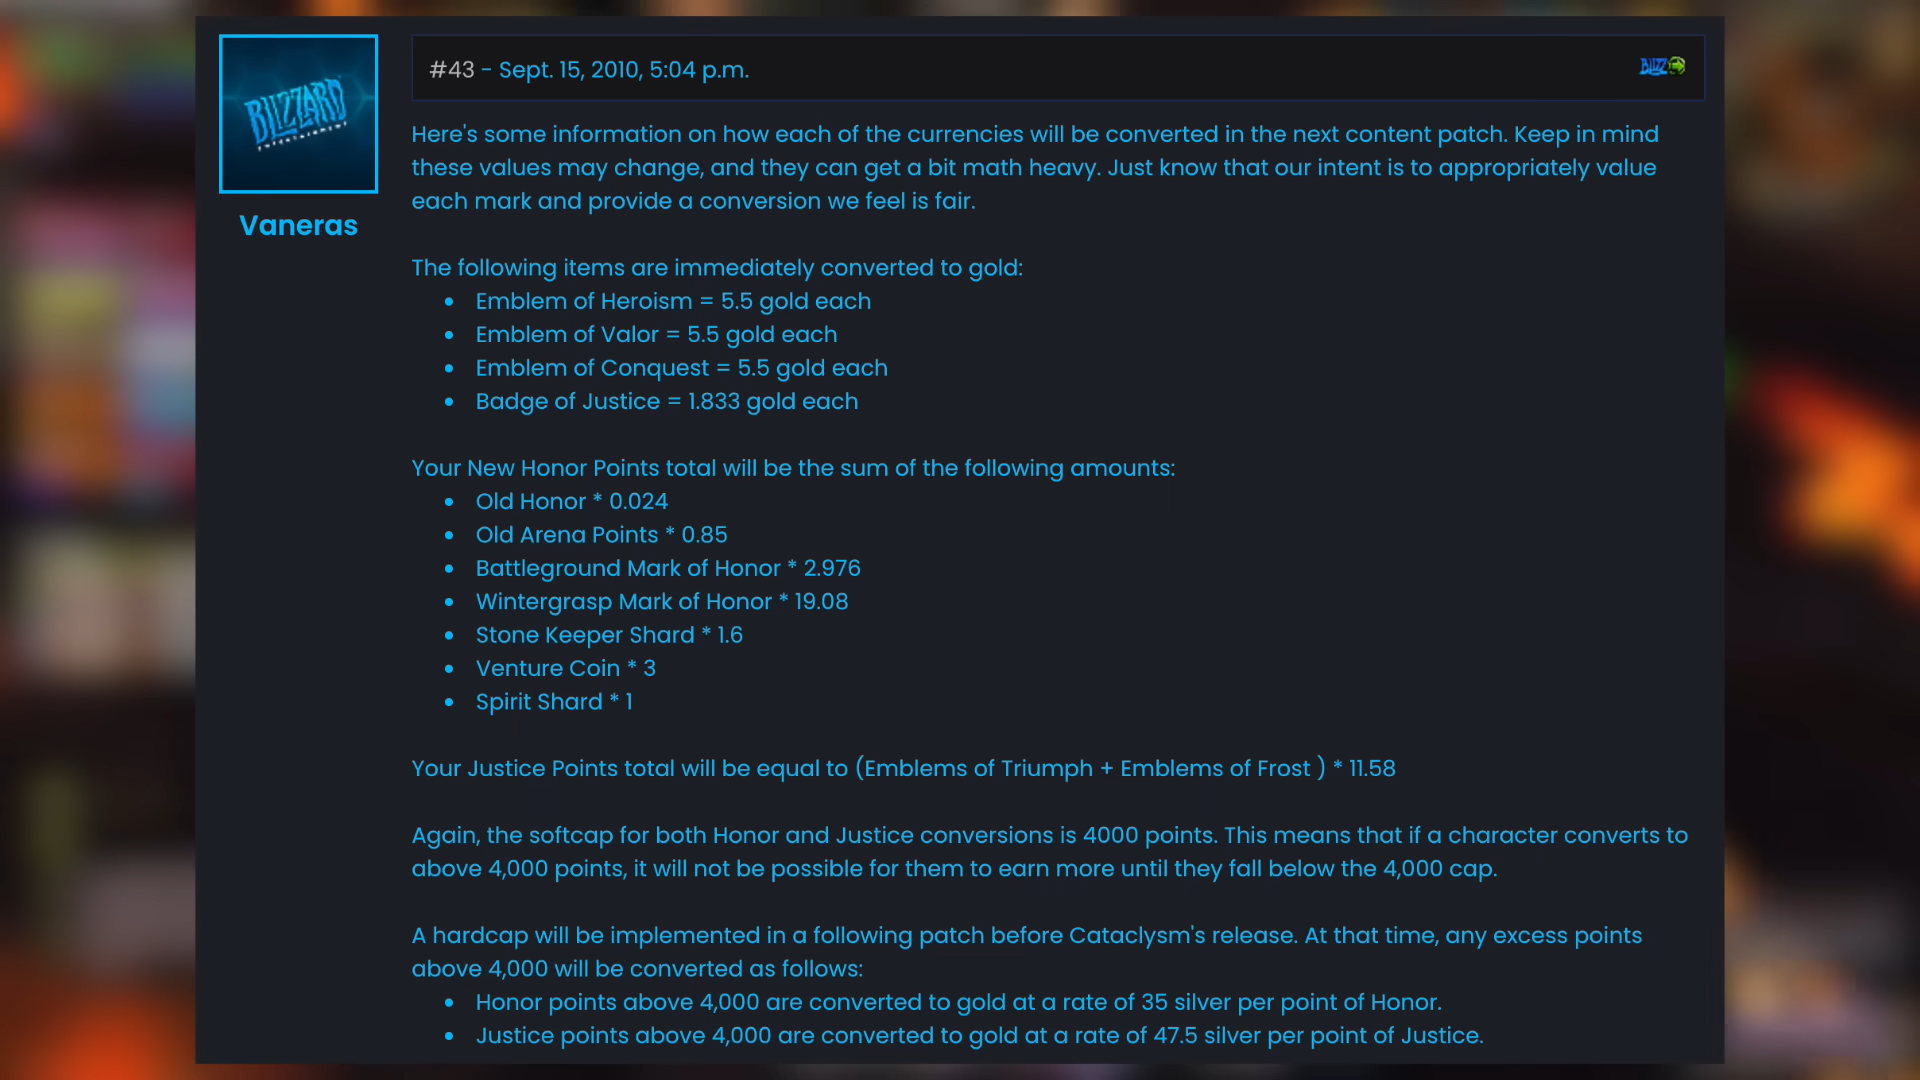 BLIZZARD
ENTERTAINMENT
Vaneras
#43 - Sept. 15, 2010, 5:04 p.m.
BLIZZ
Here's some information on how each of the currencies will be converted in the next content patch. Keep in mind
these values may change, and they can get a bit math heavy. Just know that our intent is to appropriately value
each mark and provide a conversion we feel is fair.
The following items are immediately converted to gold:
• Emblem of Heroism = 5.5 gold each
• Emblem of Valor = 5.5 gold each
• Emblem of Conquest = 5.5 gold each
• Badge of Justice = 1.833 gold each
Your New Honor Points total will be the sum of the following amounts:
• Old Honor * 0.024
• Old Arena Points * 0.85
• Battleground Mark of Honor * 2.976
• Wintergrasp Mark of Honor * 19.08
• Stone Keeper Shard * 1.6
• Venture Coin * 3
• Spirit Shard * 1
Your Justice Points total will be equal to (Emblems of Triumph + Emblems of Frost ) * 11.58
Again, the softcap for both Honor and Justice conversions is 4000 points. This means that if a character converts to
above 4,000 points, it will not be possible for them to earn more until they fall below the 4,000 cap.
A hardcap will be implemented in a following patch before Cataclysm's release. At that time, any excess points
above 4,000 will be converted as follows:
• Honor points above 4,000 are converted to gold at a rate of 35 silver per point of Honor.
• Justice points above 4,000 are converted to gold at a rate of 47.5 silver per point of Justice.